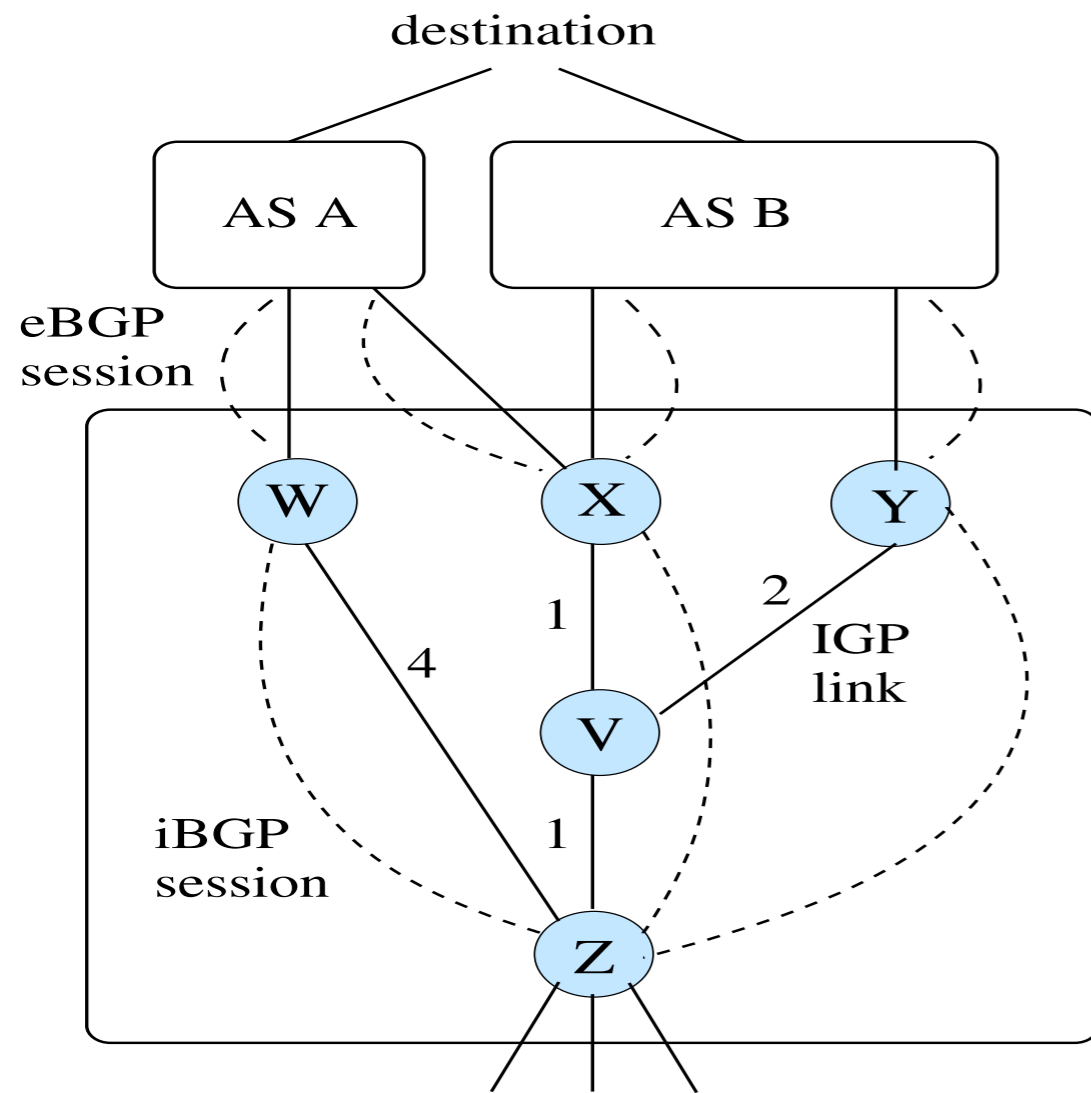 destination
AS A
AS B
eBGP
session
W
X
Y
2
1
IGP
link
4
V
iBGP
session
1
Z